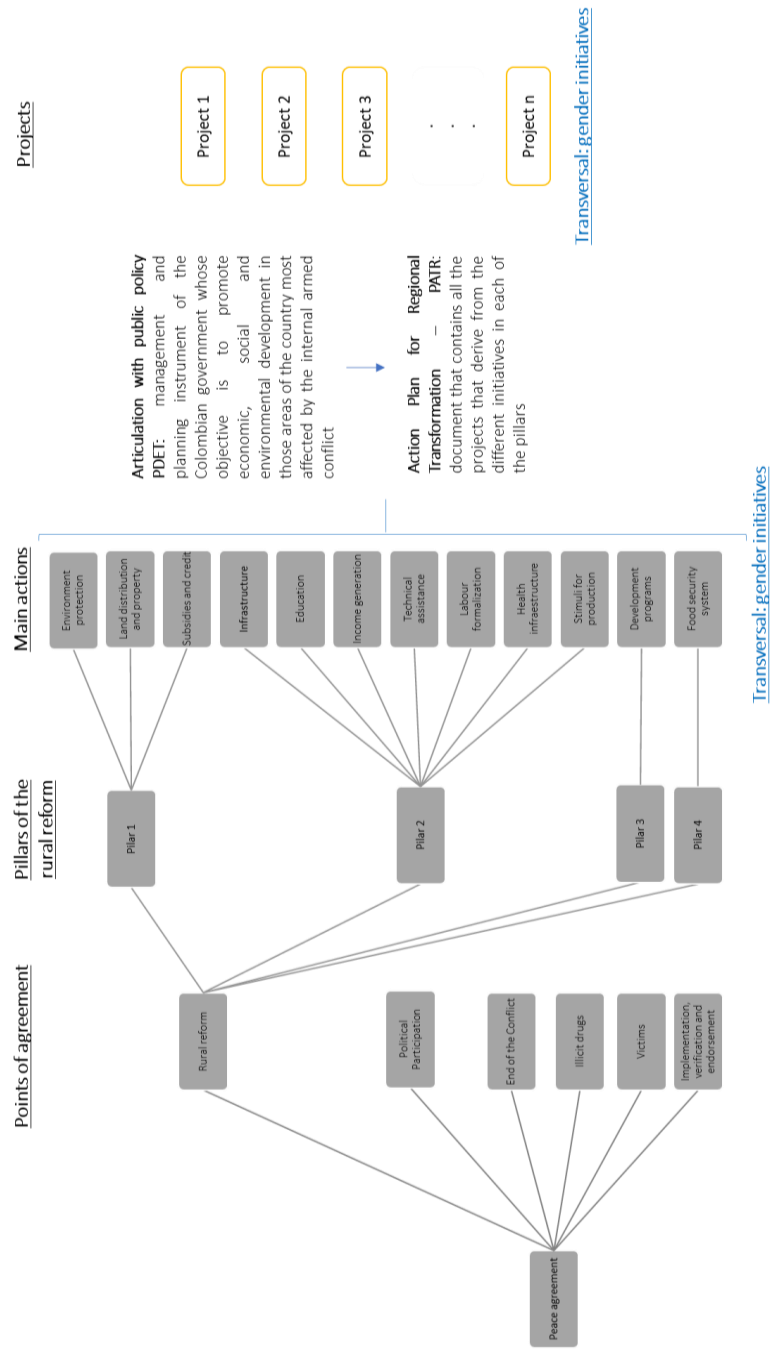 Points of agreement
Pillars of the
rural reform
Main actions
Projects
Peace agreement
Rural reform
Political
Participation
End of the Conflict
Illicit drugs
Victims
Implementation,
verification and
endorsement
Pilar 1
Pilar 2
Pilar 3
Pilar 4
Environment
protection
Land distribution
and property
Subsidies and credit
Infrastructure
Education
Income generation
Technical
assistance
Labour
formalization
Health
infraestructure
Stimuli for
production
Development
programs
Food security
system
Articulation with public policy
PDET: management and
planning instrument of the
Colombian government whose
objective is to promote
economic, social and
environmental development in
those areas of the country most
affected by the internal armed
conflict
Action Plan for Regional
Transformation – PATR:
document that contains all the
projects that derive from the
different initiatives in each of
the pillars
Project 1
Project 2
Project 3
.
.
.
Project n
Transversal: gender initiatives
Transversal: gender initiatives